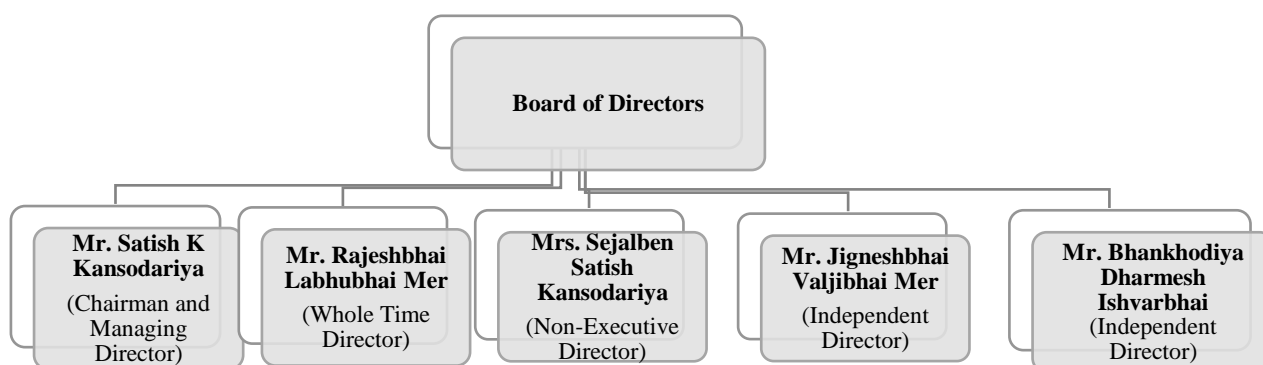 Board of Directors
Mr. Satish K
Kansodariya
(Chairman and
Managing
Director)
Mr. Rajeshbhai
Labhubhai Mer
(Whole Time
Director)
Mrs. Sejalben
Satish
Kansodariya
(Non-Executive
Director)
Mr. Jigneshbhai
Valjibhai Mer
(Independent
Director)
Mr. Bhankhodiya
Dharmesh
Ishvarbhai
(Independent
Director)